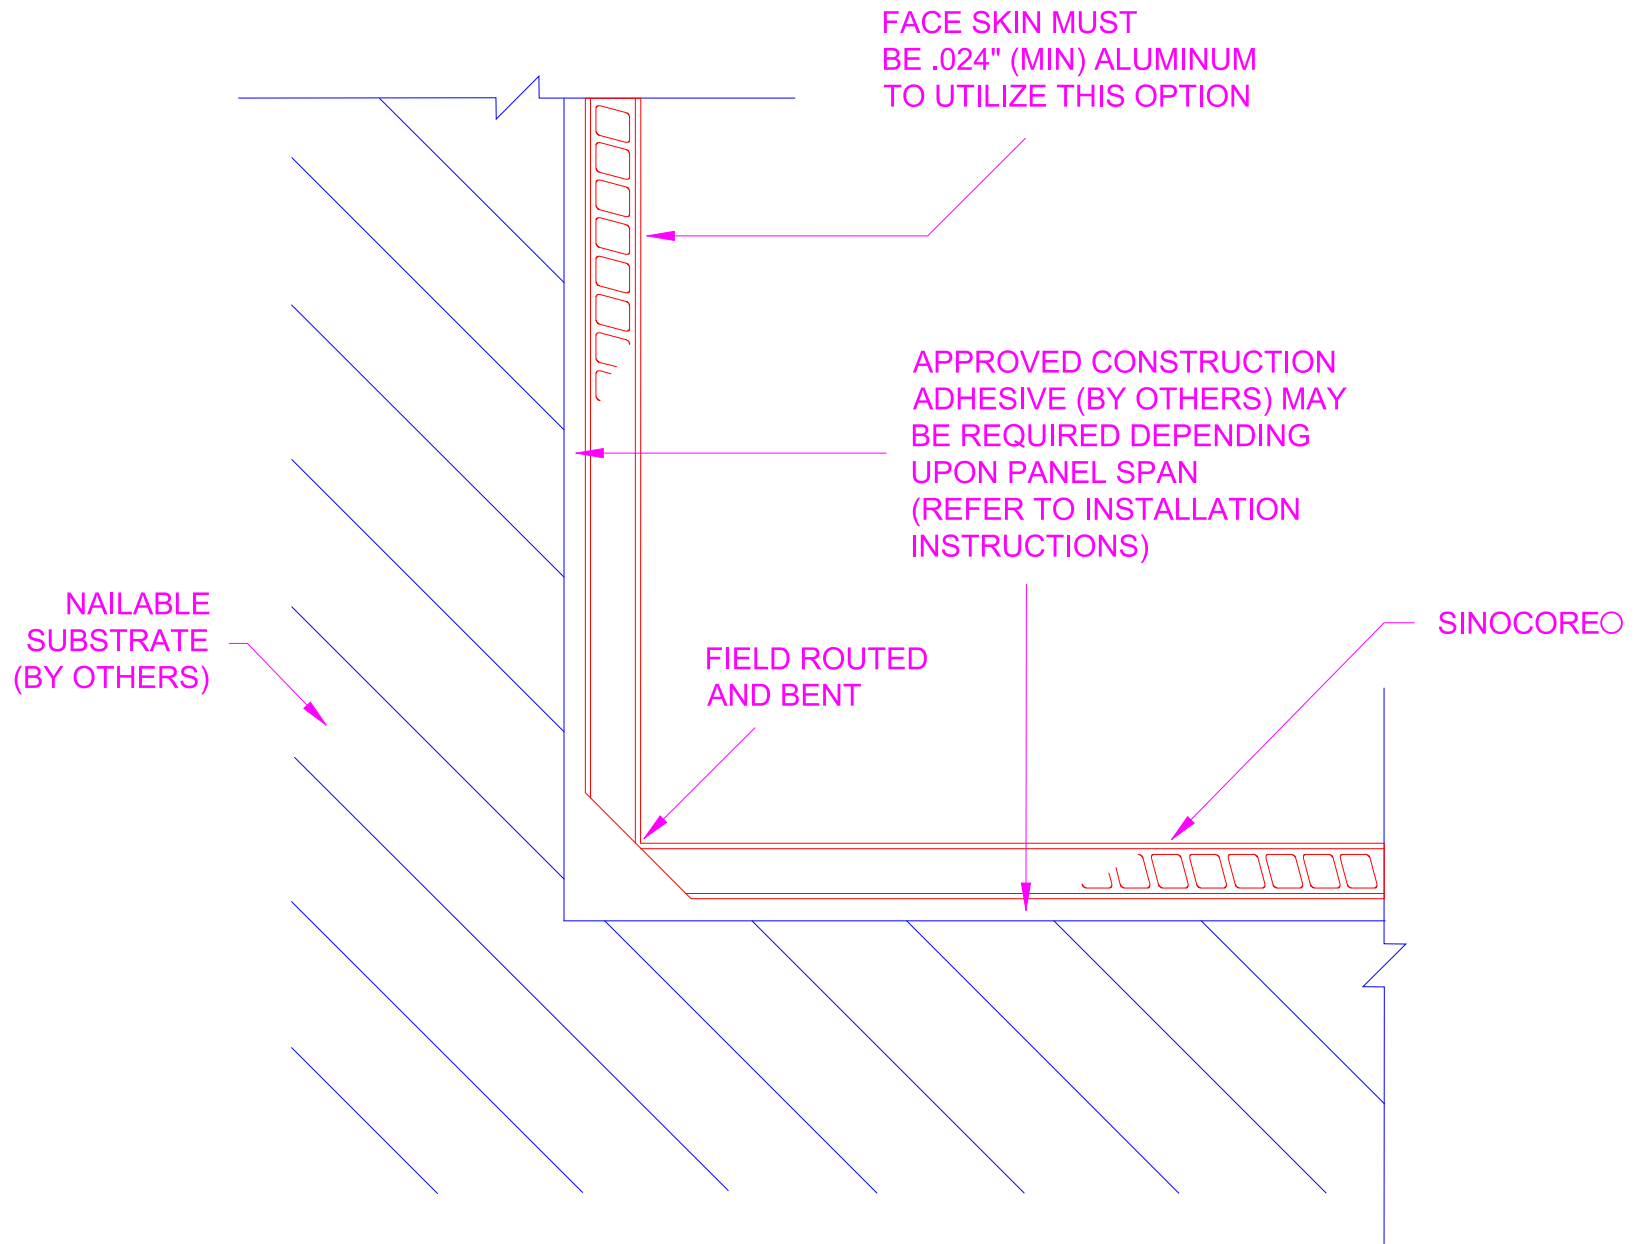 FACE SKIN MUST
BE .024" (MIN) ALUMINUM
TO UTILIZE THIS OPTION
APPROVED CONSTRUCTION
ADHESIVE (BY OTHERS) MAY
BE REQUIRED DEPENDING
UPON PANEL SPAN
(REFER TO INSTALLATION
INSTRUCTIONS)
NAILABLE
SUBSTRATE
(BY OTHERS)
FIELD ROUTED
AND BENT
SINOCORE○